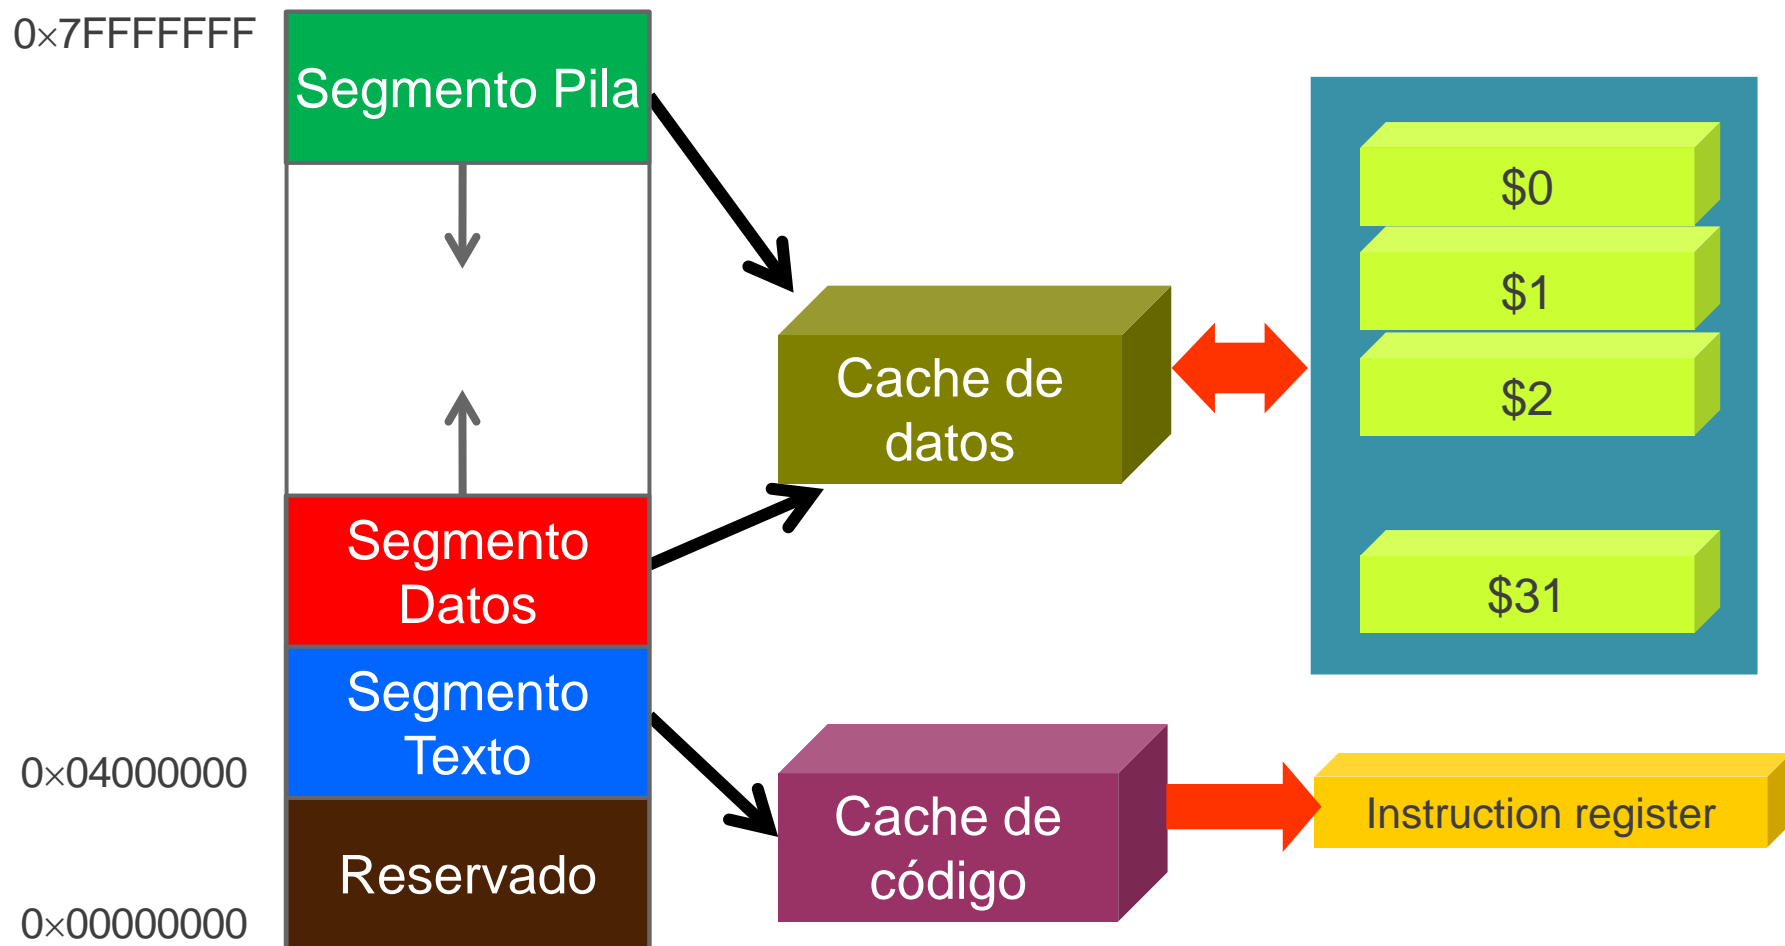 0×7FFFFFFF
Segmento Pila
Segmento
Datos
Segmento
Texto
0×04000000
Reservado
0×00000000
Cache de
datos
Cache de
código
$0
$1
$2
$31
Instruction register